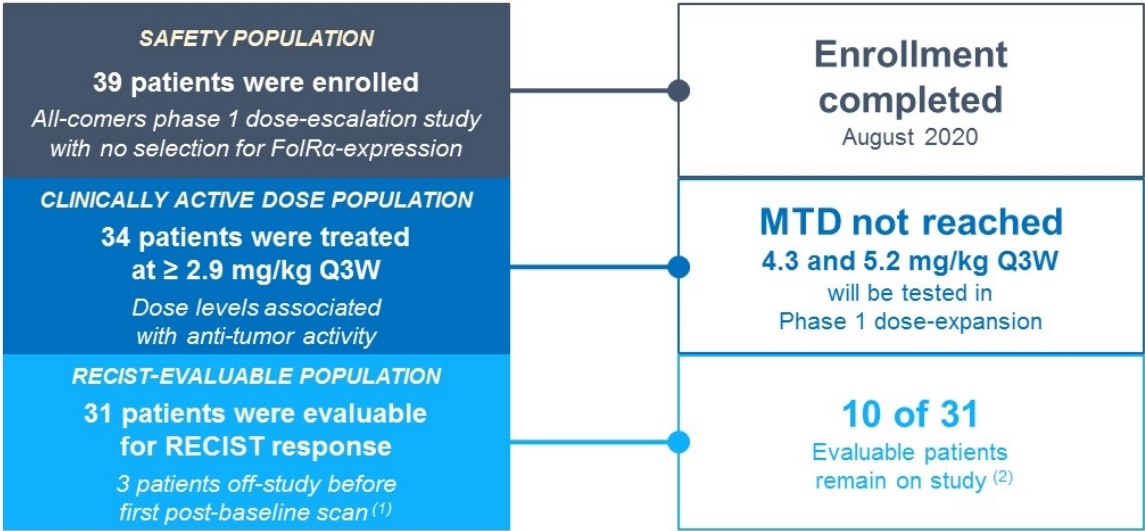 SAFETY POPULATION
39 patients were enrolled
All-comers phase 1 dose-escalation study
with no selection for FolRα-expression
Enrollment
completed
August 2020
CLINICALLY ACTIVE DOSE POPULATION
34 patients were treated
at ≥ 2.9 mg/kg Q3W
Dose levels associated
with anti-tumor activity
MTD not reached
4.3 and 5.2 mg/kg Q3W
will be tested in
Phase 1 dose-expansion
RECIST-EVALUABLE POPULATION
31 patients were evaluable
for RECIST response
3 patients off-study before
first post-baseline scan (1)
10 of 31
Evaluable patients
remain on study (2)